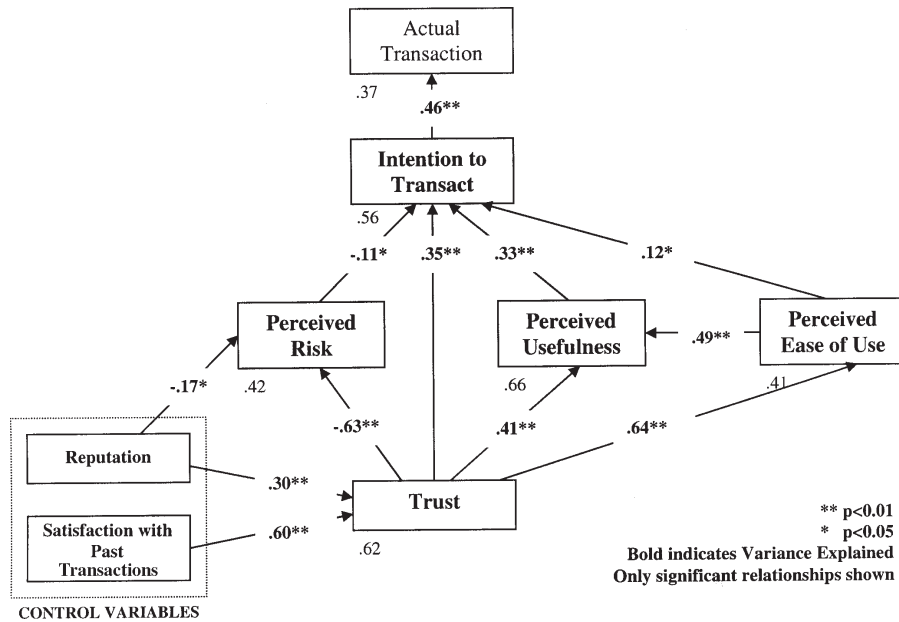 Actual
Transaction
.37
.46**
Intention to
Transact
.56
-.11*
.35**
.33**
.12*
Perceived
Risk
.42
Perceived
Usefulness
.66
.49**
Perceived
Ease of Use
.41
-.17*
-.63**
.41**
.64**
Reputation
.30**
Trust
.62
Satisfaction with
Past
Transactions
.60**
CONTROL VARIABLES
** p<0.01
* p<0.05
Bold indicates Variance Explained
Only significant relationships shown